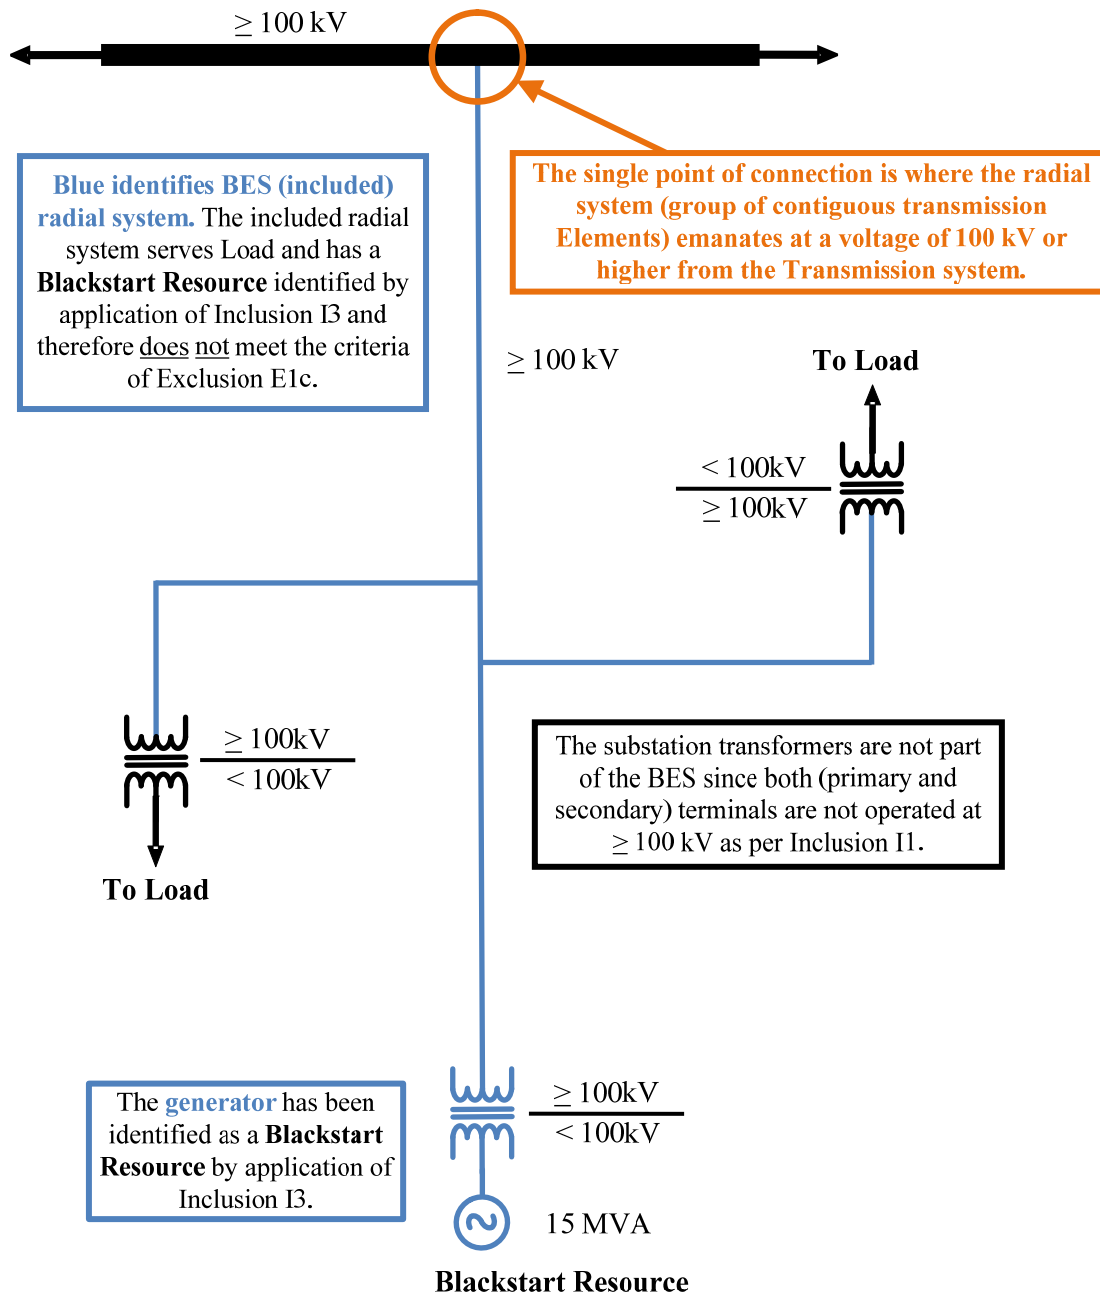 ≥ 100 kV
Blue identifies BES (included)
radial system. The included radial
system serves Load and has a
Blackstart Resource identified by
application of Inclusion I3 and
therefore does not meet the criteria
of Exclusion E1c.
The single point of connection is where the radial
system (group of contiguous transmission
Elements) emanates at a voltage of 100 kV or
higher from the Transmission system.
≥ 100 kV
To Load
< 100kV
≥ 100kV
≥ 100kV
< 100kV
To Load
The substation transformers are not part
of the BES since both (primary and
secondary) terminals are not operated at
≥ 100 kV as per Inclusion I1.
The generator has been
identified as a Blackstart
Resource by application of
Inclusion I3.
≥ 100kV
< 100kV
15 MVA
Blackstart Resource